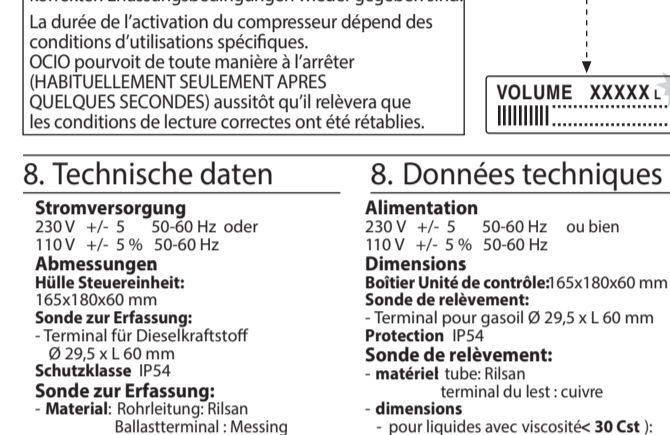 La durée de l’activation du compresseur dépend des
conditions d’utilisations spécifiques.
OCIO pourvoit de toute manière à l’arrêter
(HABITUELLEMENT SEULEMENT APRES
QUELQUES SECONDES) aussitôt qu’il relèvera que
les conditions de lecture correctes ont été rétablies.
VOLUME XXXXX L
8. Technische daten
Stromversorgung
230 V +/- 5 50-60 Hz oder
110 V +/- 5 % 50-60 Hz
Abmessungen
Hülle Steuereinheit:
165x180x60 mm
Sonde zur Erfassung:
- Terminal für Dieselkraftstoff
Ø 29,5 x L 60 mm
Schutzklasse IP54
Sonde zur Erfassung:
- Material: Rohrleitung: Rilsan
Ballastterminal : Messing
8. Données techniques
Alimentation
230 V +/- 5 50-60 Hz ou bien
110 V +/- 5 % 50-60 Hz
Dimensions
Boîtier Unité de contrôle:165x180x60 mm
Sonde de relèvement:
- Terminal pour gasoil Ø 29,5 x L 60 mm
Protection IP54
Sonde de relèvement:
- matériel tube: Rilsan
terminal du lest : cuivre
- dimensions
- pour liquides avec viscosité< 30 Cst ):